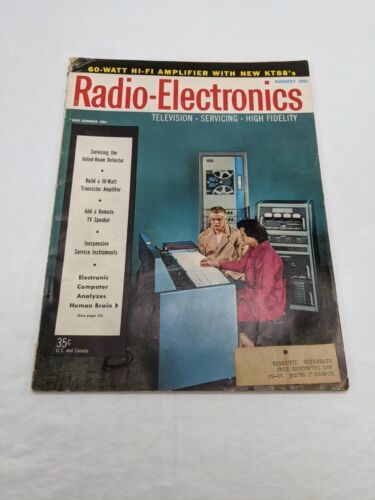 60-WATT HI-FI AMPLIFIER WITH NEW KT88's
AUGUST 1957
Radio-Electronics
TELEVISION · SERVICING · HIGH FIDELITY
Servicing the
Gated-Beam Detector
•
Build a 10-Watt
Transistor Amplifier
•
Add a Remote
TV Speaker
•
Inexpensive
Service Instruments
•
Electronic
Computer
Analyzes
Human Brain
35¢
U.S. and Canada